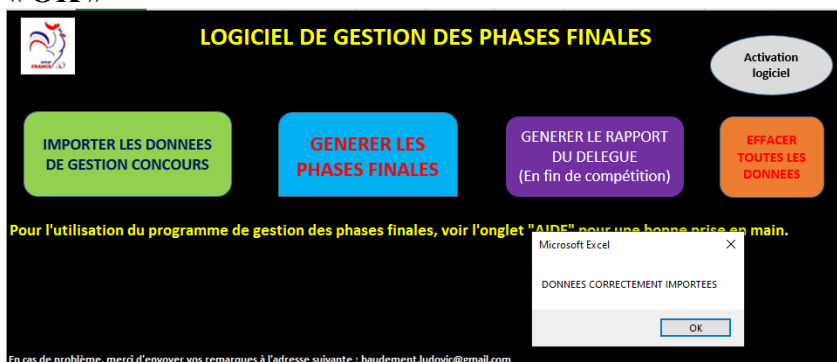 « OK »
LOGICIEL DE GESTION DES PHASES FINALES
Activation
logiciel
IMPORTER LES DONNEES
DE GESTION CONCOURS
GENERER LES
PHASES FINALES
GENERER LE RAPPORT
DU DELEGUE
(En fin de compétition)
EFFACER
TOUTES LES
DONNEES
Pour l'utilisation du programme de gestion des phases finales, voir l'onglet "AIDE" pour une bonne prise en main.
Microsoft Excel
DONNEES CORRECTEMENT IMPORTEES
OK
En cas de problème, merci d'envoyer vos remarques à l'adresse suivante : baudement.ludovic@gmail.com
FRANCE